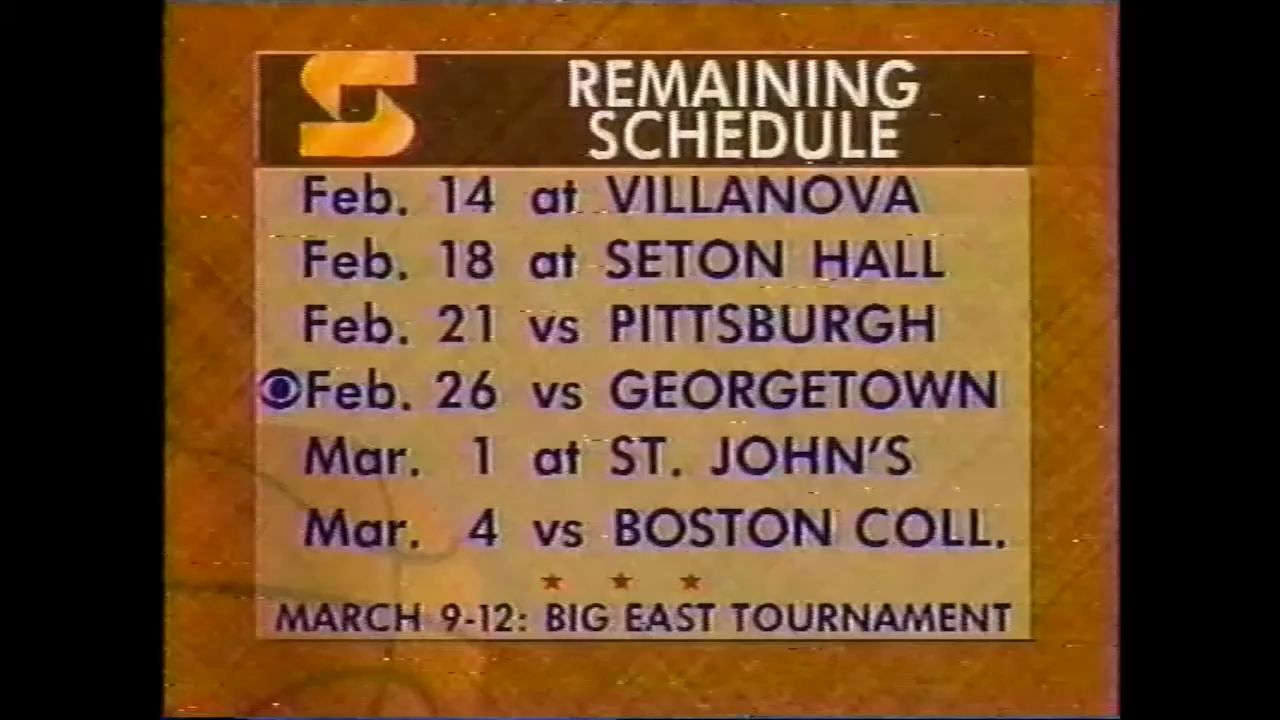 S
REMAINING
SCHEDULE
Feb. 14 at VILLANOVA
Feb. 18 at SETON HALL
Feb. 21 vs PITTSBURGH
Feb. 26 vs GEORGETOWN
Mar. 1 at ST. JOHN'S
Mar. 4 vs BOSTON COLL.
MARCH 9-12: BIG EAST TOURNAMENT